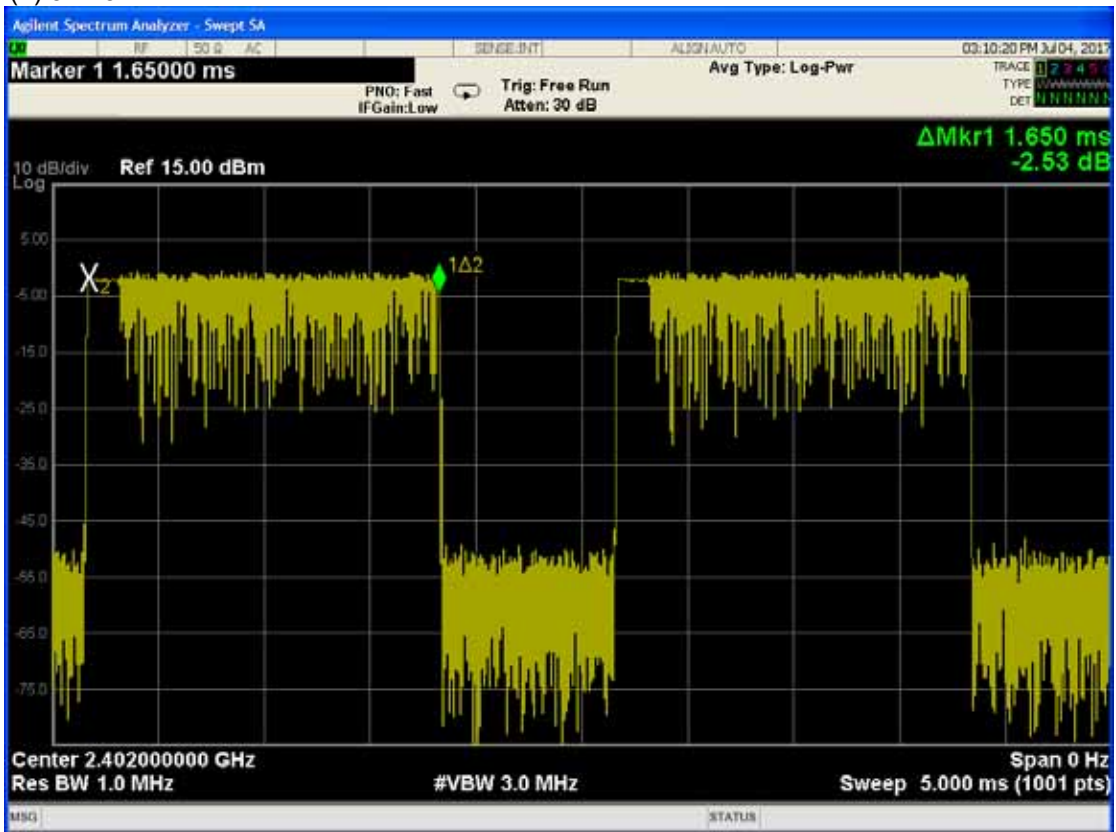 Agilent Spectrum Analyzer - Swept SA
RF 50 Ω AC SENSE:INT ALIGN AUTO 03:10:20 PM Jul 04, 2017
Marker 1 1.65000 ms
PNO: Fast
IFGain:Low
Trig: Free Run
Atten: 30 dB
Avg Type: Log-Pwr
TRACE 1 2 3 4 5
TYPE
DET N N N N N N
ΔMkr1 1.650 ms
-2.53 dB
10 dB/div Ref 15.00 dBm
Log
5.00
-5.00
-15.0
-25.0
-35.0
-45.0
-55.0
-65.0
-75.0
X2
1Δ2
Center 2.402000000 GHz Span 0 Hz
Res BW 1.0 MHz #VBW 3.0 MHz Sweep 5.000 ms (1001 pts)
MSG STATUS